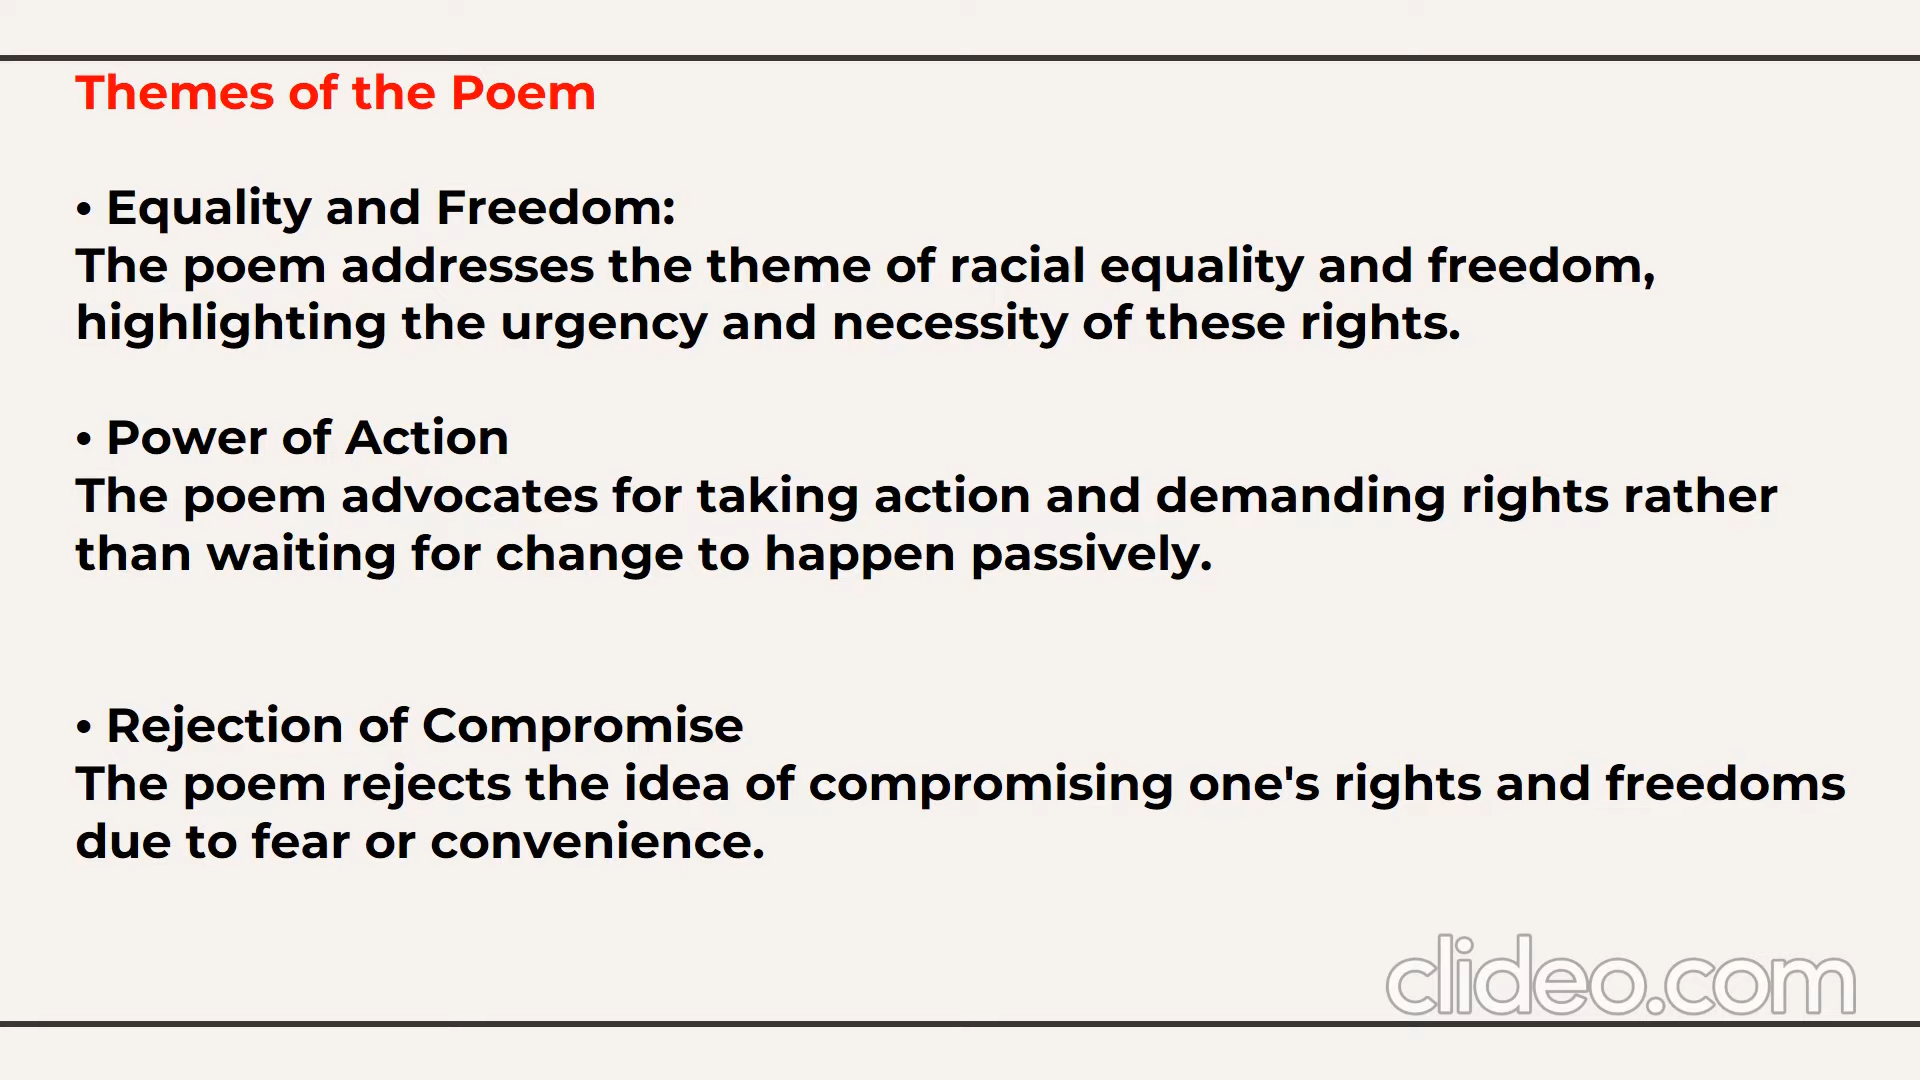 Themes of the Poem
• Equality and Freedom:
The poem addresses the theme of racial equality and freedom,
highlighting the urgency and necessity of these rights.
• Power of Action
The poem advocates for taking action and demanding rights rather
than waiting for change to happen passively.
• Rejection of Compromise
The poem rejects the idea of compromising one's rights and freedoms
due to fear or convenience.
clideo.com